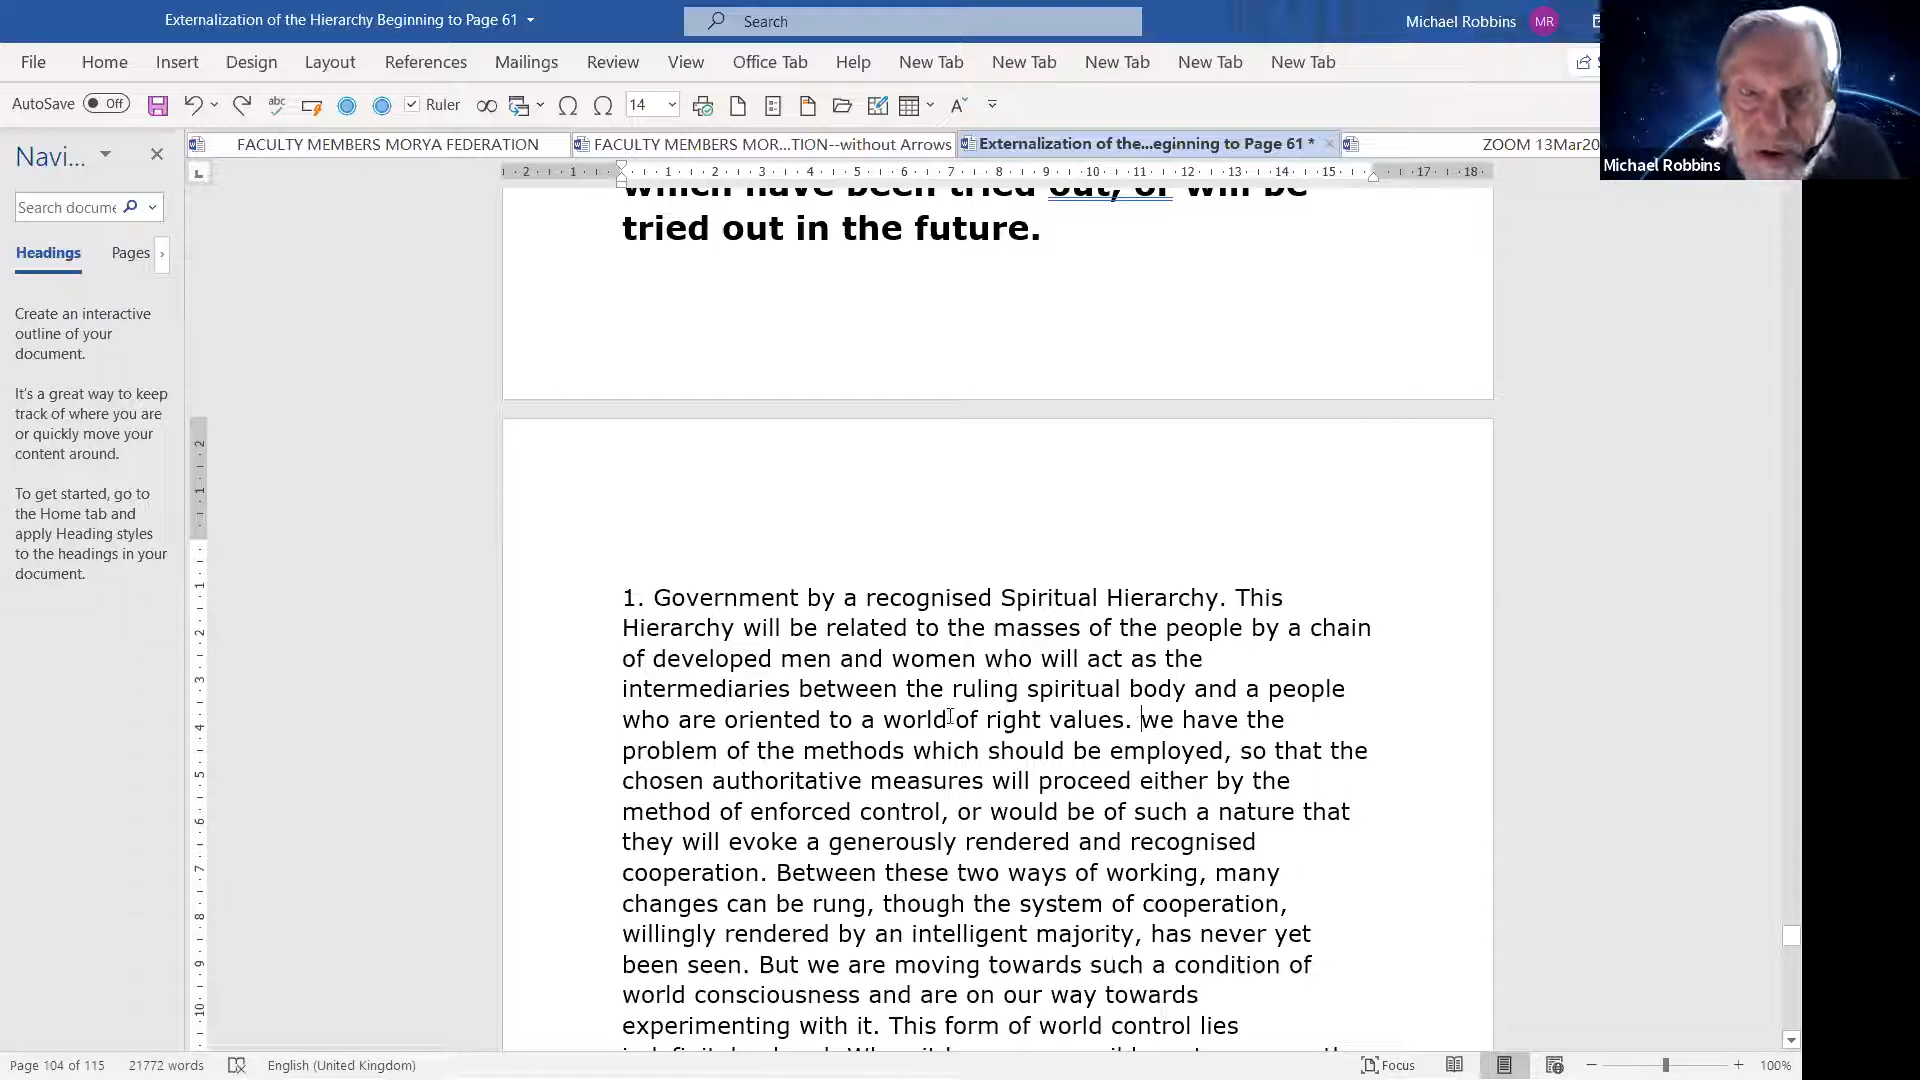 Externalization of the Hierarchy Beginning to Page 61
Search
Michael Robbins
MR
File
Home
Insert
Design
Layout
References
Mailings
Review
View
Office Tab
Help
New Tab
New Tab
New Tab
New Tab
New Tab
AutoSave
Off
abc
Ruler
14
FACULTY MEMBERS MORYA FEDERATION
FACULTY MEMBERS MOR...TION--without Arrows
Externalization of the...eginning to Page 61 *
ZOOM 13Mar20
Michael Robbins
Navi...
Search docume
Headings
Pages
Create an interactive
outline of your
document.
It's a great way to keep
track of where you are
or quickly move your
content around.
To get started, go to
the Home tab and
apply Heading styles
to the headings in your
document.
which have been tried out, or will be
tried out in the future.
1. Government by a recognised Spiritual Hierarchy. This
Hierarchy will be related to the masses of the people by a chain
of developed men and women who will act as the
intermediaries between the ruling spiritual body and a people
who are oriented to a world of right values. we have the
problem of the methods which should be employed, so that the
chosen authoritative measures will proceed either by the
method of enforced control, or would be of such a nature that
they will evoke a generously rendered and recognised
cooperation. Between these two ways of working, many
changes can be rung, though the system of cooperation,
willingly rendered by an intelligent majority, has never yet
been seen. But we are moving towards such a condition of
world consciousness and are on our way towards
experimenting with it. This form of world control lies
Page 104 of 115
21772 words
English (United Kingdom)
Focus
100%